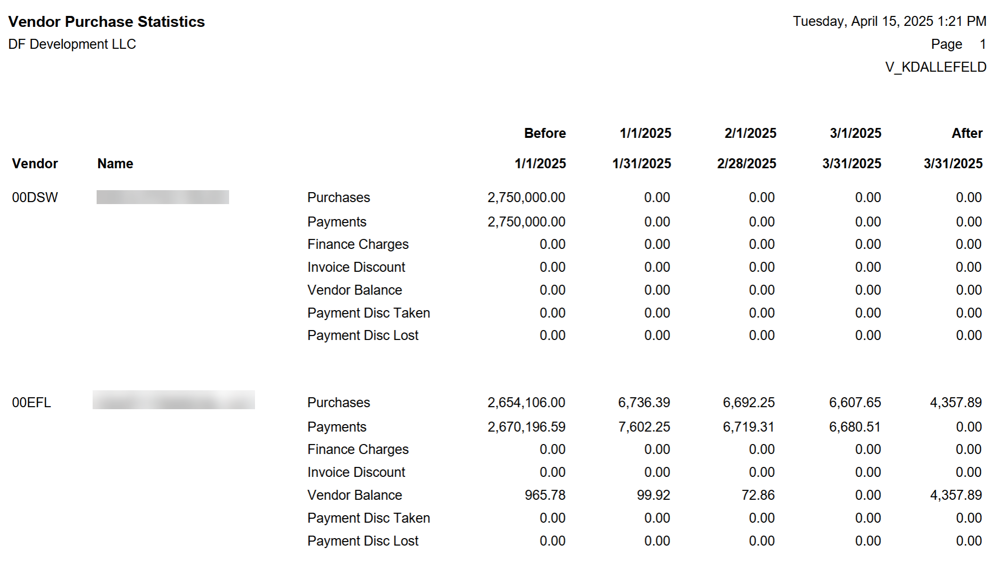 Vendor Purchase Statistics Tuesday, April 15, 2025 1:21 PM
DF Development LLC Page 1
V_KDALLEFELD
Before 1/1/2025 2/1/2025 3/1/2025 After
Vendor Name 1/1/2025 1/31/2025 2/28/2025 3/31/2025 3/31/2025
00DSW Purchases 2,750,000.00 0.00 0.00 0.00 0.00
Payments 2,750,000.00 0.00 0.00 0.00 0.00
Finance Charges 0.00 0.00 0.00 0.00 0.00
Invoice Discount 0.00 0.00 0.00 0.00 0.00
Vendor Balance 0.00 0.00 0.00 0.00 0.00
Payment Disc Taken 0.00 0.00 0.00 0.00 0.00
Payment Disc Lost 0.00 0.00 0.00 0.00 0.00
00EFL Purchases 2,654,106.00 6,736.39 6,692.25 6,607.65 4,357.89
Payments 2,670,196.59 7,602.25 6,719.31 6,680.51 0.00
Finance Charges 0.00 0.00 0.00 0.00 0.00
Invoice Discount 0.00 0.00 0.00 0.00 0.00
Vendor Balance 965.78 99.92 72.86 0.00 4,357.89
Payment Disc Taken 0.00 0.00 0.00 0.00 0.00
Payment Disc Lost 0.00 0.00 0.00 0.00 0.00